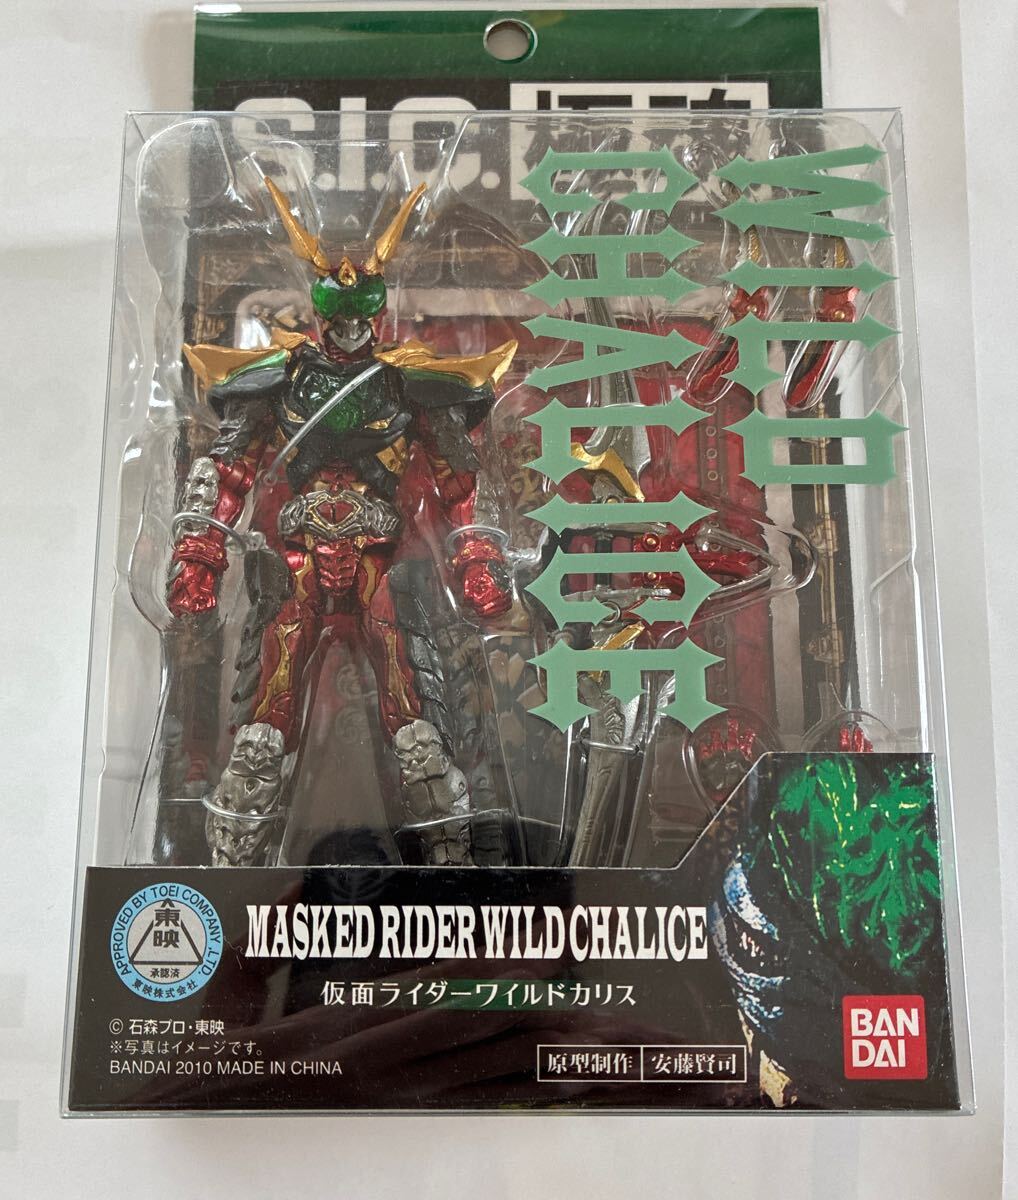 S.I.C.
WILD
CHALICE
APPROVED BY TOEI COMPANY, LTD.
東映
承認済
東映株式会社
MASKED RIDER WILD CHALICE
仮面ライダーワイルドカリス
© 石森プロ・東映
※写真はイメージです。
BANDAI 2010 MADE IN CHINA
原型制作 安藤賢司
BAN
DAI